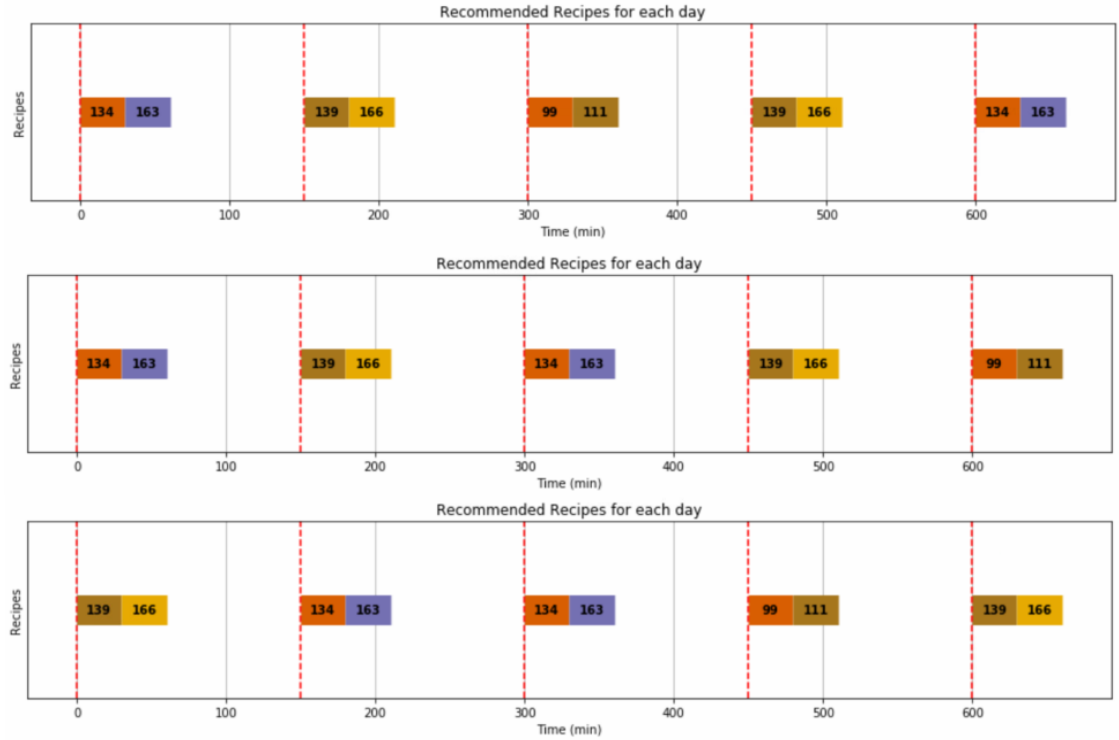 Recommended Recipes for each day
Recipes
134 163 139 166 99 111 139 166 134 163
0 100 200 300 400 500 600
Time (min)
Recommended Recipes for each day
Recipes
134 163 139 166 134 163 139 166 99 111
0 100 200 300 400 500 600
Time (min)
Recommended Recipes for each day
Recipes
139 166 134 163 134 163 99 111 139 166
0 100 200 300 400 500 600
Time (min)